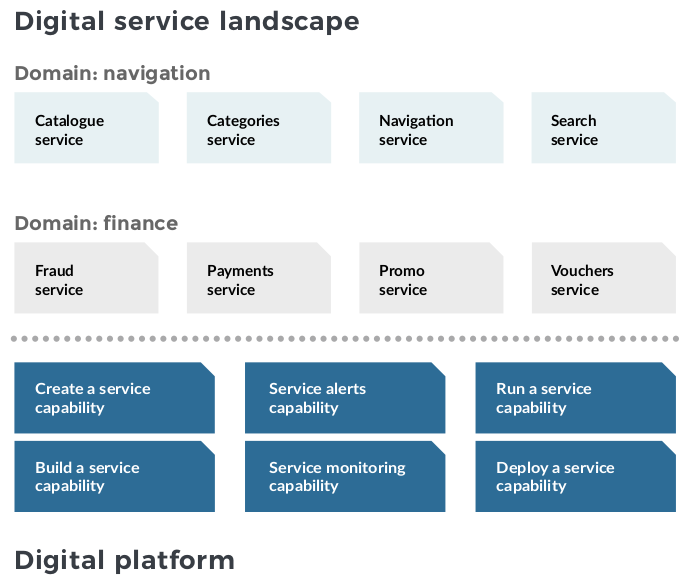 Digital service landscape
Domain: navigation
Catalogue
service
Categories
service
Navigation
service
Search
service
Domain: finance
Fraud
service
Payments
service
Promo
service
Vouchers
service
Create a service
capability
Service alerts
capability
Run a service
capability
Build a service
capability
Service monitoring
capability
Deploy a service
capability
Digital platform